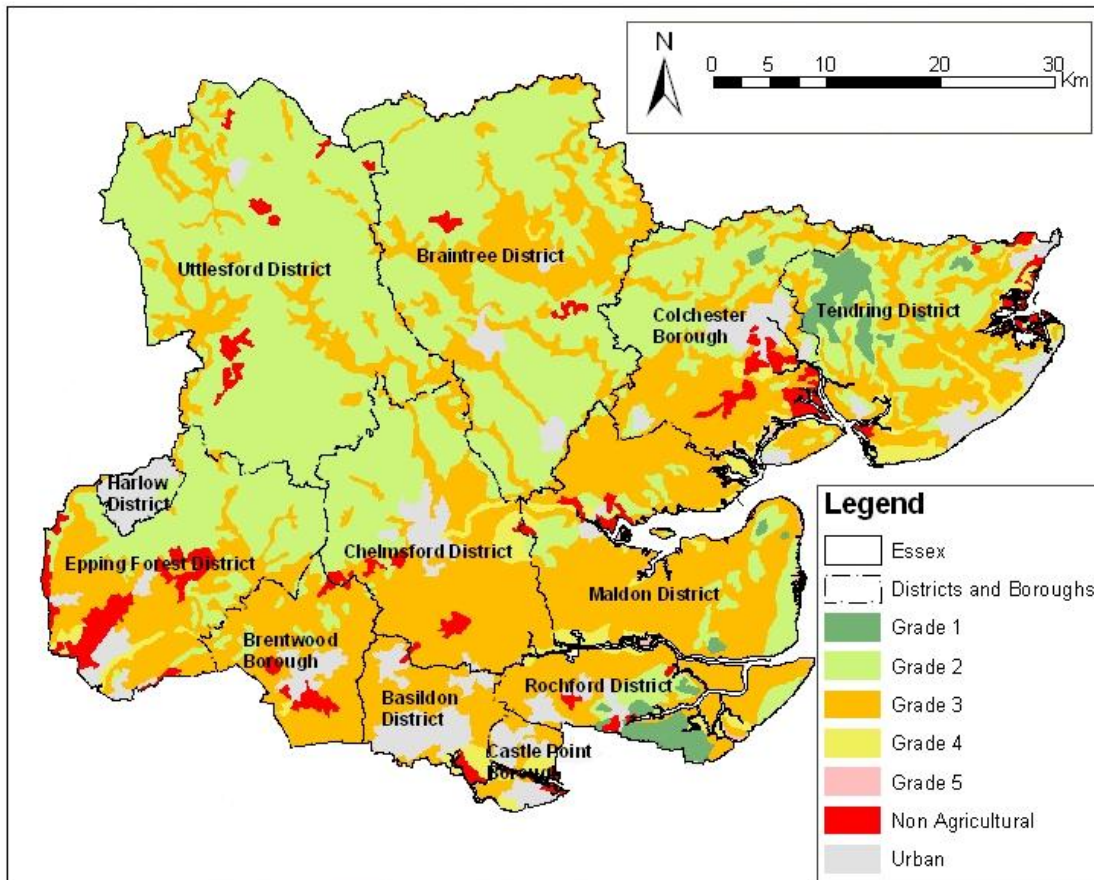 N
0 5 10 20 30
Km
Uttlesford District
Braintree District
Colchester
Borough
Tendring District
Harlow
District
Epping Forest District
Chelmsford District
Maldon District
Brentwood
Borough
Basildon
District
Rochford District
Castle Point
Borough
Legend
Essex
Districts and Boroughs
Grade 1
Grade 2
Grade 3
Grade 4
Grade 5
Non Agricultural
Urban